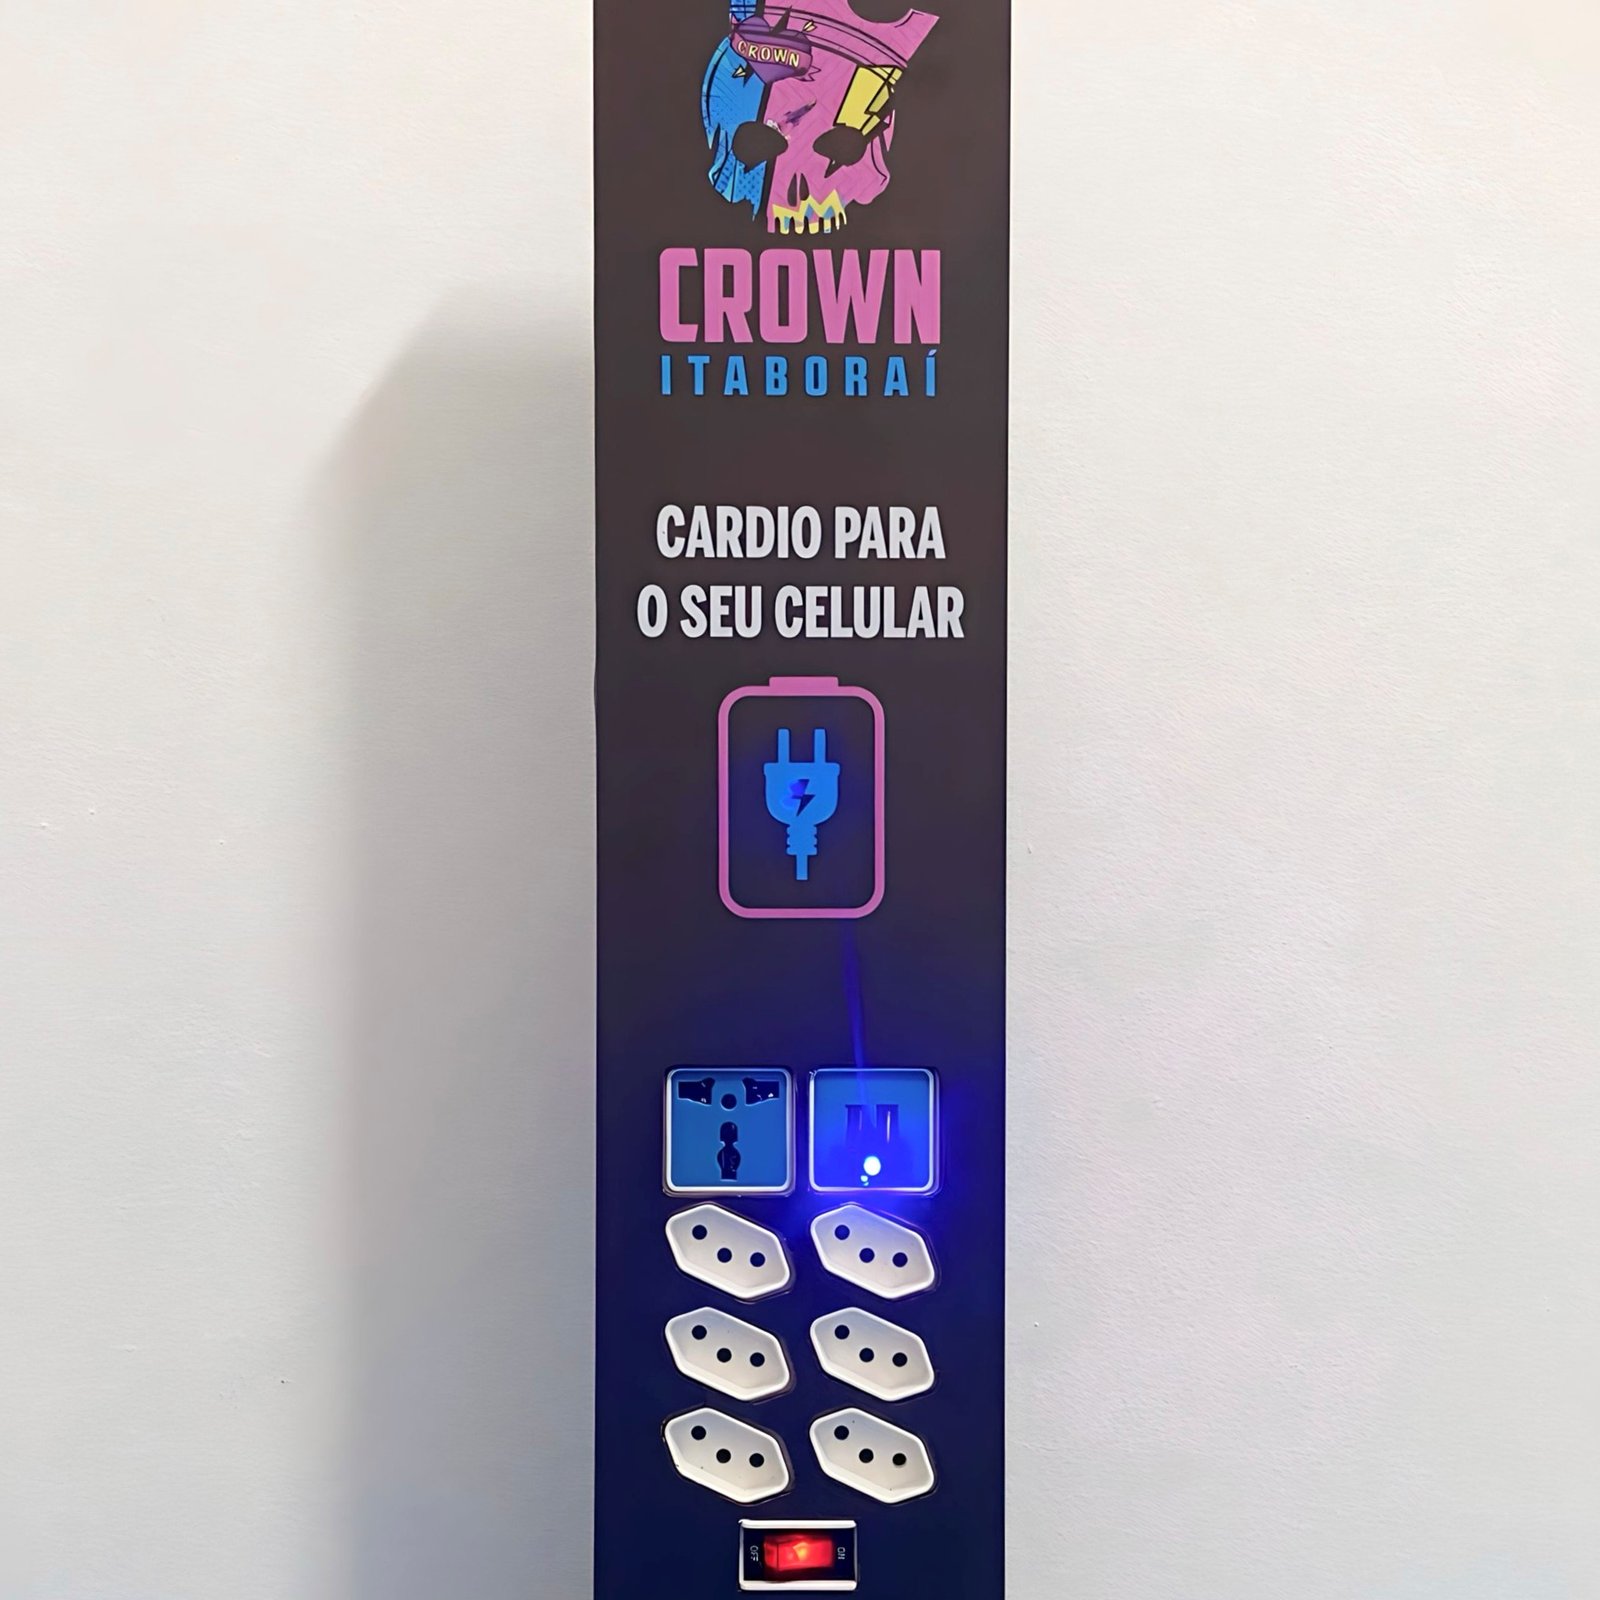 CROWN
CROWN
ITABORAÍ
CARDIO PARA
O SEU CELULAR
OFF
ON